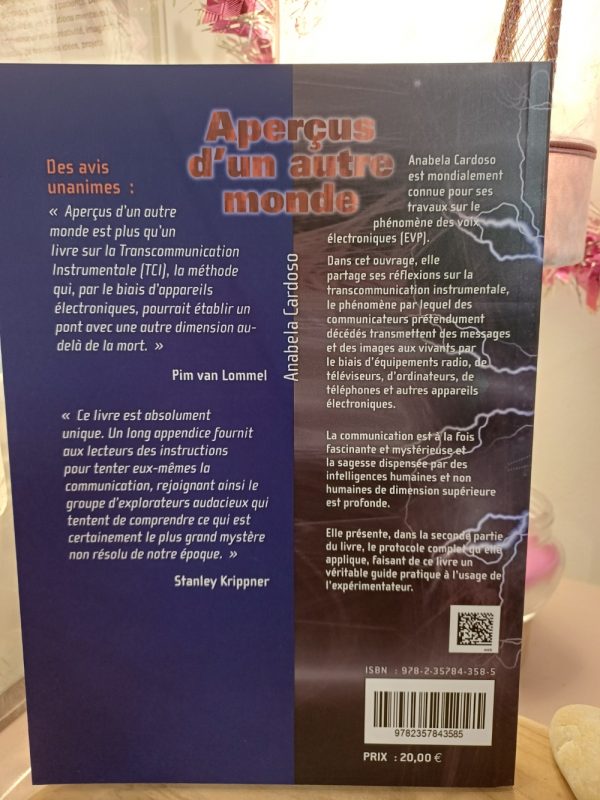 Aperçus
d'un autre
monde
Des avis
unanimes :
« Aperçus d'un autre
monde est plus qu'un
livre sur la Transcommunication
Instrumentale (TCI), la méthode
qui, par le biais d'appareils
électroniques, pourrait établir un
pont avec une autre dimension au-
delà de la mort. »
Pim van Lommel
« Ce livre est absolument
unique. Un long appendice fournit
aux lecteurs des instructions
pour tenter eux-mêmes la
communication, rejoignant ainsi le
groupe d'explorateurs audacieux qui
tentent de comprendre ce qui est
certainement le plus grand mystère
non résolu de notre époque. »
Stanley Krippner
Anabela Cardoso
Anabela Cardoso
est mondialement
connue pour ses
travaux sur le
phénomène des voix
électroniques (EVP).
Dans cet ouvrage, elle
partage ses réflexions sur la
transcommunication instrumentale,
le phénomène par lequel des
communicateurs prétendument
décédés transmettent des messages
et des images aux vivants par
le biais d'équipements radio, de
téléviseurs, d'ordinateurs, de
téléphones et autres appareils
électroniques.
La communication est à la fois
fascinante et mystérieuse et
la sagesse dispensée par des
intelligences humaines et non
humaines de dimension supérieure
est profonde.
Elle présente, dans la seconde partie
du livre, le protocole complet qu'elle
applique, faisant de ce livre un
véritable guide pratique à l'usage de
l'expérimentateur.
ISBN : 978-2-35784-358-5
9782357843585
PRIX : 20,00 €